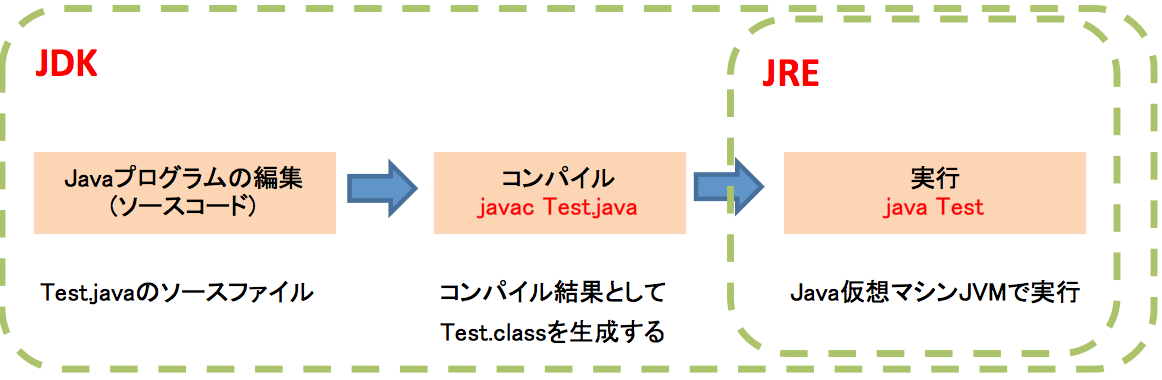 JDK
JRE
Javaプログラムの編集
(ソースコード)
コンパイル
javac Test.java
実行
java Test
Test.javaのソースファイル
コンパイル結果として
Test.classを生成する
Java仮想マシンJVMで実行